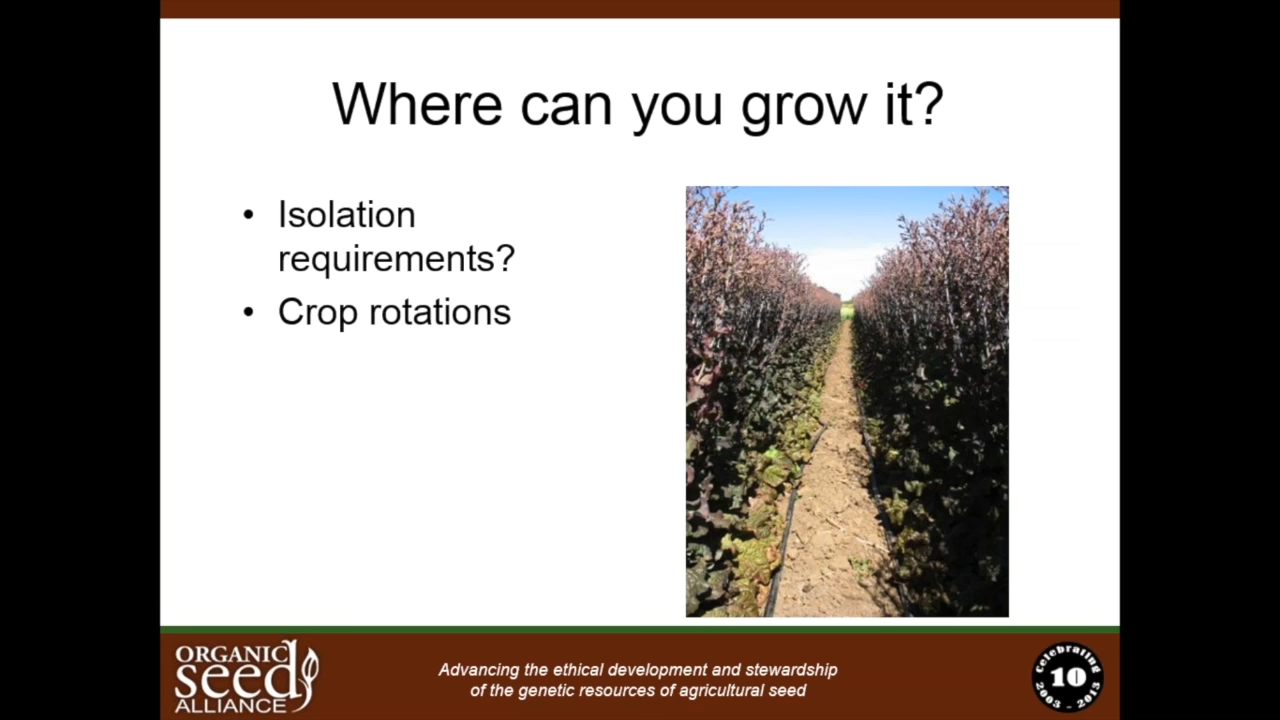 Where can you grow it?
• Isolation
requirements?
• Crop rotations
ORGANIC
seed
ALLIANCE
Advancing the ethical development and stewardship
of the genetic resources of agricultural seed
celebrating
10
2003 - 2013